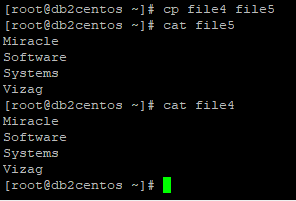 [root@db2centos ~]# cp file4 file5
[root@db2centos ~]# cat file5
Miracle
Software
Systems
Vizag
[root@db2centos ~]# cat file4
Miracle
Software
Systems
Vizag
[root@db2centos ~]#